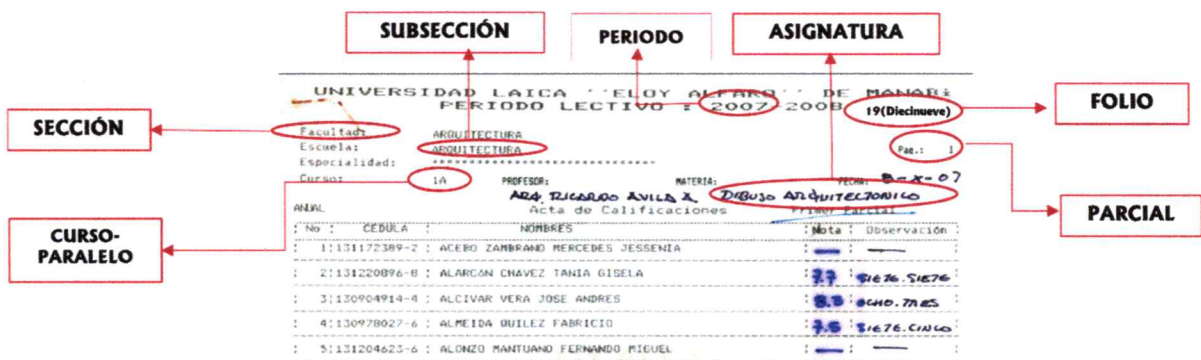 SUBSECCIÓN
PERIODO
ASIGNATURA
UNIVERSIDAD LAICA ''ELOY ALFARO'' DE MANABí
PERIODO LECTIVO : 2007/2008
19(Diecinueve)
FOLIO
SECCIÓN
Facultad: ARQUITECTURA
Escuela: ARQUITECTURA
Pag.: 1
Especialidad: ********************************
Curso: 1A PROFESOR: MATERIA: FECHA: 8-X-07
ARQ. RICARDO AVILA A. DIBUJO ARQUITECTONICO
PARCIAL
ANUAL Acta de Calificaciones Primer Parcial
CURSO-
PARALELO
No CEDULA NOMBRES Nota Observación
1 131172389-2 ACEBO ZAMBRANO MERCEDES JESSENIA — —
2 131220896-8 ALARCóN CHAVEZ TANIA GISELA 7.7 SIETE.SIETE
3 130904914-4 ALCIVAR VERA JOSE ANDRES 8.3 OCHO.TRES
4 130978027-6 ALMEIDA QUILEZ FABRICIO 7.5 SIETE.CINCO
5 131204623-6 ALONZO MANTUANO FERNANDO MIGUEL — —